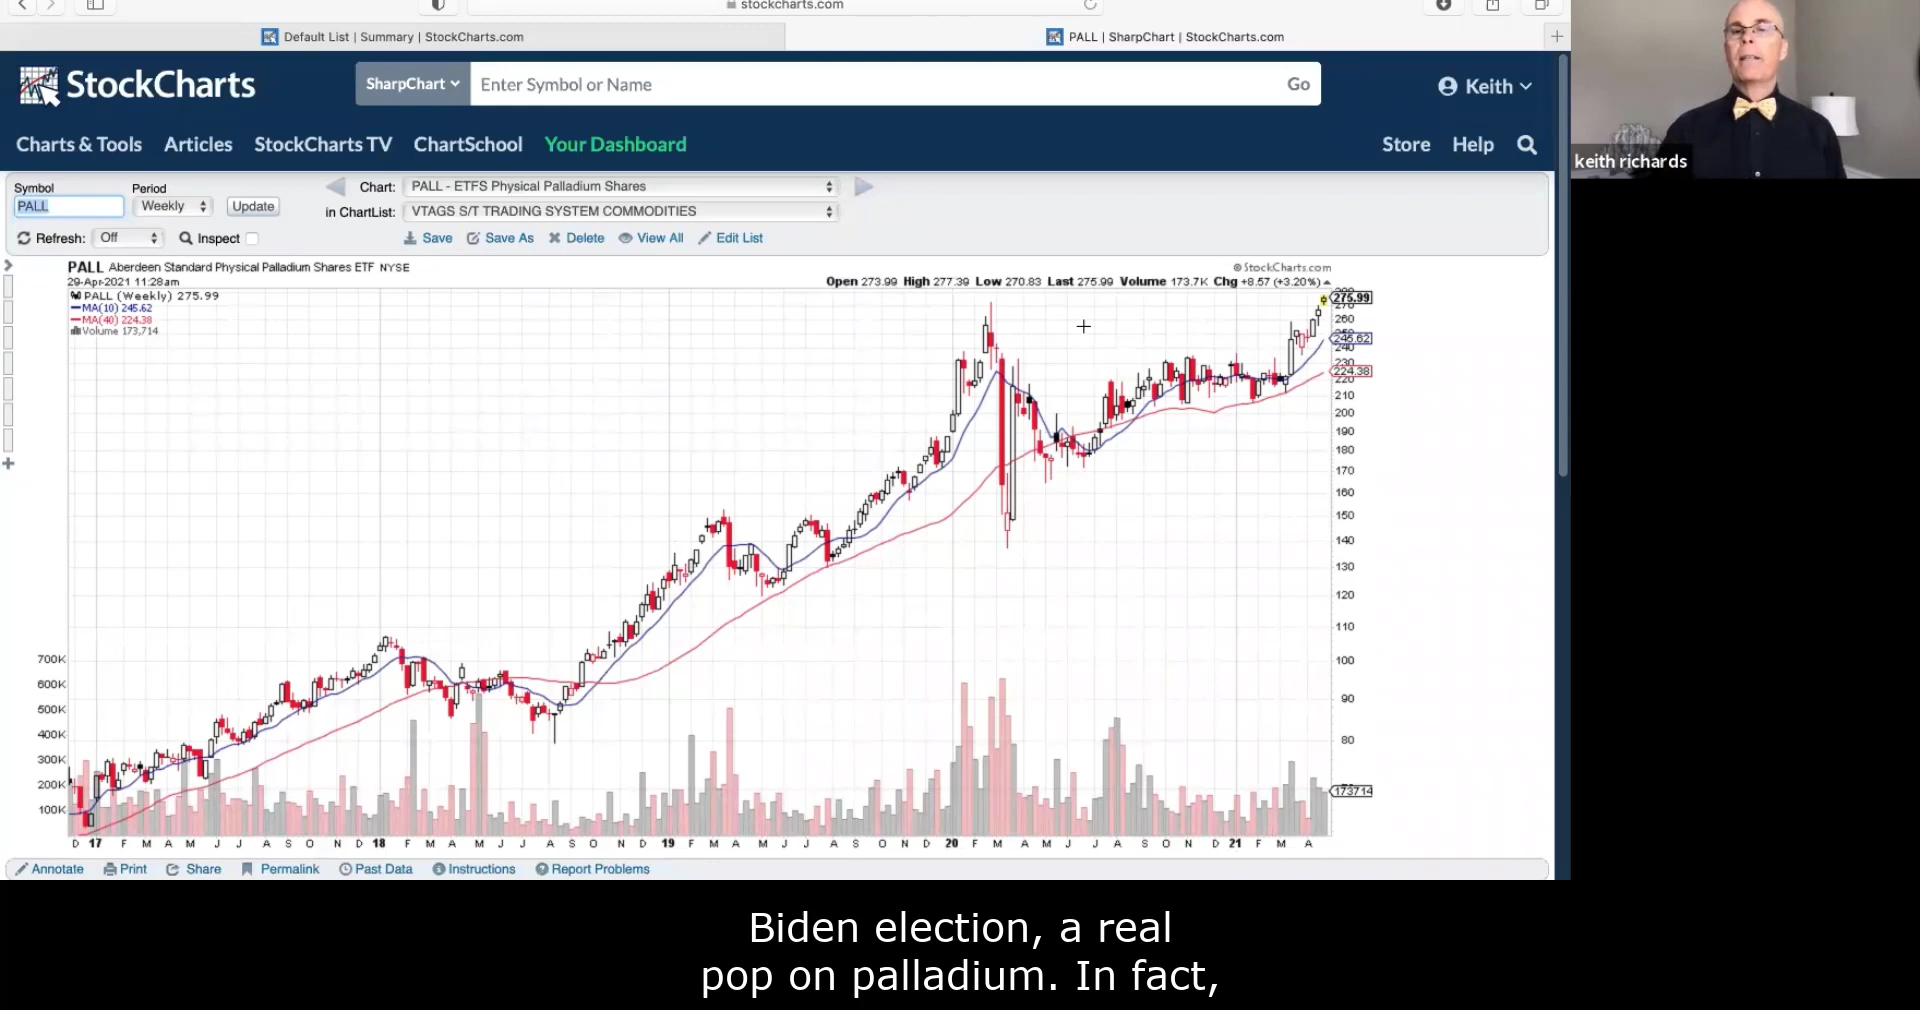 stockcharts.com
Default List | Summary | StockCharts.com
PALL | SharpChart | StockCharts.com
StockCharts
SharpChart
Enter Symbol or Name
Go
Keith
Charts & Tools
Articles
StockCharts TV
ChartSchool
Your Dashboard
Store
Help
keith richards
Symbol
Period
Chart:
PALL - ETFS Physical Palladium Shares
PALL
Weekly
Update
in ChartList:
VTAGS S/T TRADING SYSTEM COMMODITIES
Refresh:
Off
Inspect
Save
Save As
Delete
View All
Edit List
PALL Aberdeen Standard Physical Palladium Shares ETF NYSE
© StockCharts.com
29-Apr-2021 11:28am
Open 273.99 High 277.39 Low 270.83 Last 275.99 Volume 173.7K Chg +8.57 (+3.20%)
PALL (Weekly) 275.99
MA(10) 245.62
MA(40) 224.38
Volume 173,714
275.99
260
245.62
240
230
224.38
220
210
200
190
180
170
160
150
140
130
120
110
100
90
80
173714
700K
600K
500K
400K
300K
200K
100K
D 17 F M A M J J A S O N D 18 F M A M J J A S O N D 19 F M A M J J A S O N D 20 F M A M J J A S O N D 21 F M A
Annotate
Print
Share
Permalink
Past Data
Instructions
Report Problems
Biden election, a real
pop on palladium. In fact,